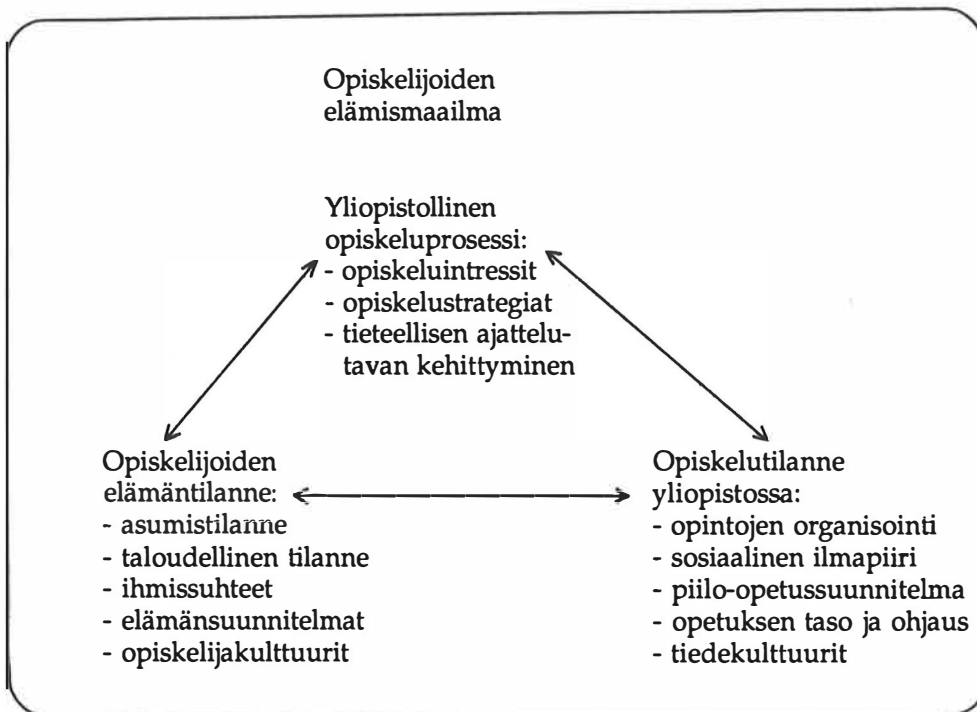 Opiskelijoiden
elämismaailma
Yliopistollinen
opiskeluprosessi:
- opiskeluintressit
- opiskelustrategiat
- tieteellisen ajattelu-
tavan kehittyminen
Opiskelijoiden
elämäntilanne:
- asumistilanne
- taloudellinen tilanne
- ihmissuhteet
- elämänsuunnitelmat
- opiskelijakulttuurit
Opiskelutilanne
yliopistossa:
- opintojen organisointi
- sosiaalinen ilmapiiri
- piilo-opetussuunnitelma
- opetuksen taso ja ohjaus
- tiedekulttuurit